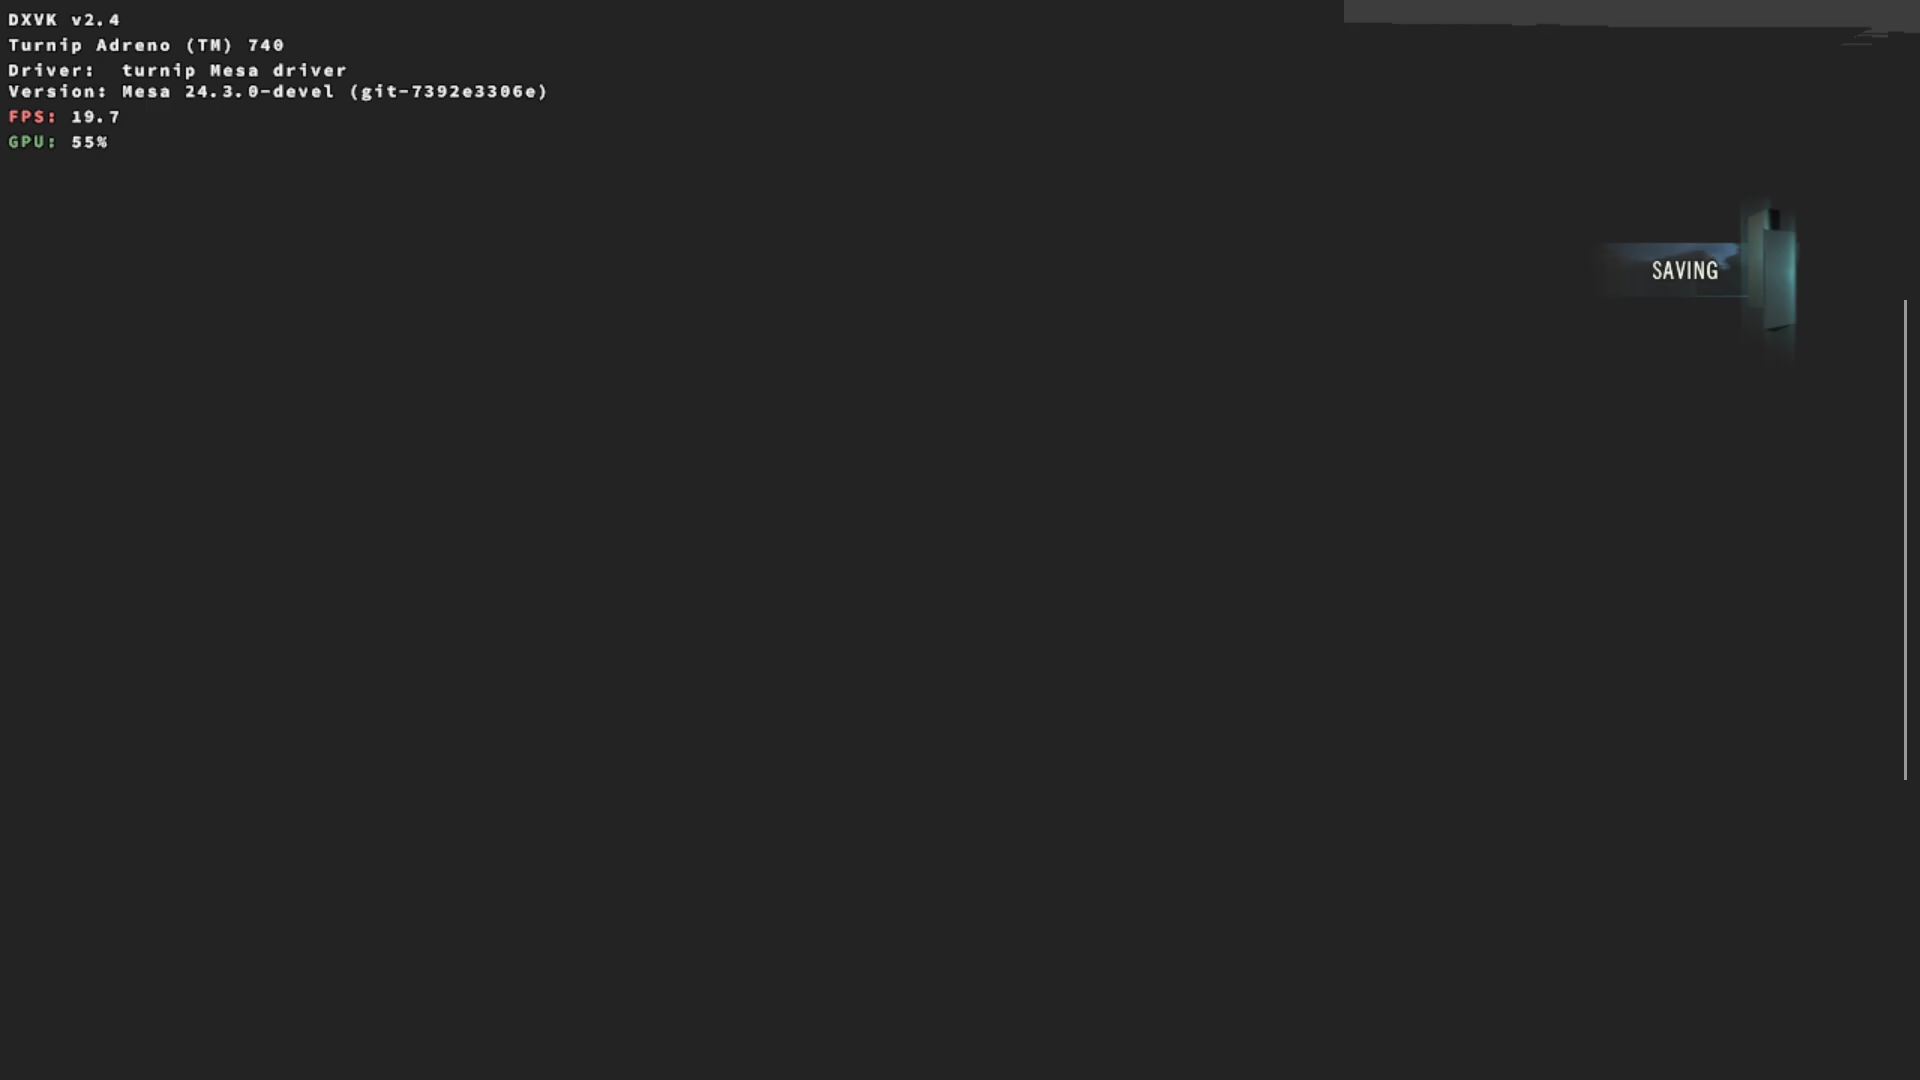 DXVK v2.4
Turnip Adreno (TM) 740
Driver:  turnip Mesa driver
Version: Mesa 24.3.0-devel (git-7392e3306e)
FPS: 19.7
GPU: 55%
SAVING